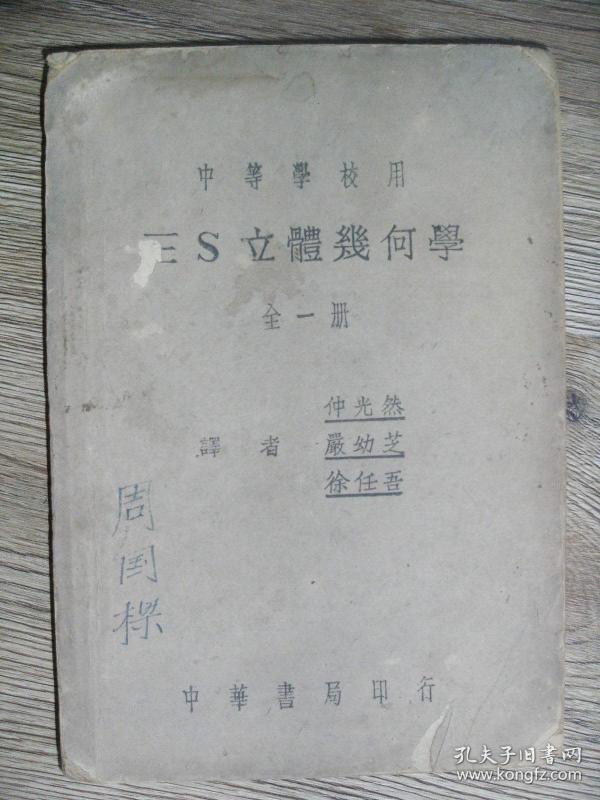 中等學校用
三S立體幾何學
全一册
譯者
仲光然
嚴幼芝
徐任吾
周国樑
中華書局印行
孔夫子旧书网
www.kongfz.com